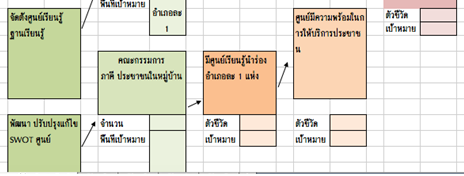 พื้นที่เป้าหมาย
อำเภอละ
1
จัดตั้งศูนย์เรียนรู้
ฐานเรียนรู้
ศูนย์มีความพร้อมในก
ารให้บริการประชาช
น
ตัวชี้วัด
เป้าหมาย
คณะกรรมการ
ภาคี ประชาชนในหมู่บ้าน
มีศูนย์เรียนรู้นำร่อง
อำเภอละ 1 แห่ง
พัฒนา ปรับปรุงแก้ไข
SWOT ศูนย์
จำนวน
พื้นที่เป้าหมาย
ตัวชี้วัด
เป้าหมาย
ตัวชี้วัด
เป้าหมาย